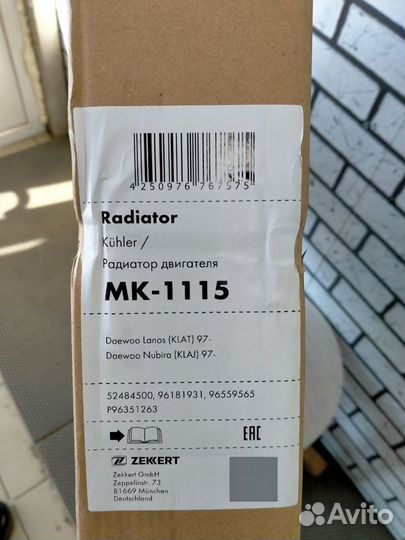 4 250976 767575
Radiator
Kühler /
Радиатор двигателя
MK-1115
Daewoo Lanos (KLAT) 97-
Daewoo Nubira (KLAJ) 97-
52484500, 96181931, 96559565
P96351263
EAC
ZEKKERT
Zekkert GmbH
Zeppelinstr. 73
81669 München
Deutschland
Avito